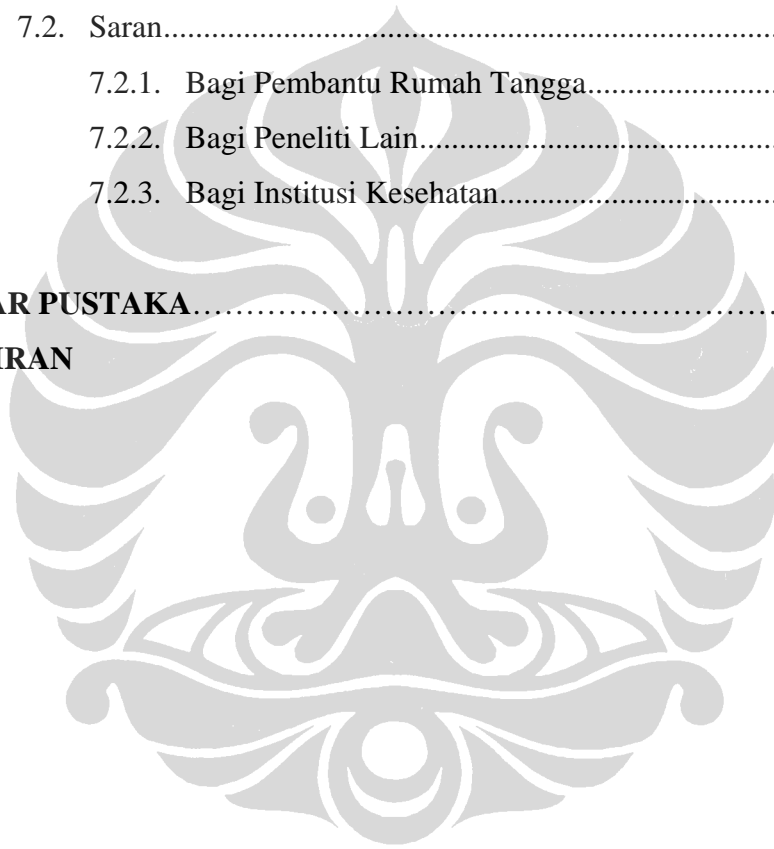 7.2. Saran..............................................................................
7.2.1. Bagi Pembantu Rumah Tangga........................
7.2.2. Bagi Peneliti Lain.............................................
7.2.3. Bagi Institusi Kesehatan...................................
AR PUSTAKA……………………………………………………
IRAN